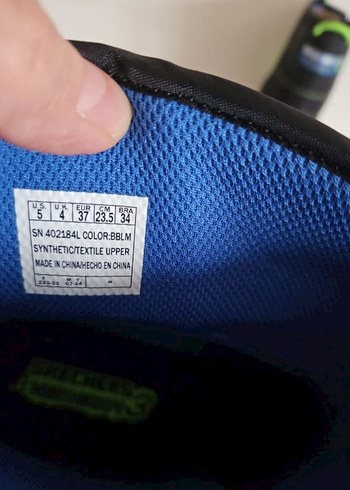 U.S. U.K. EUR CM BRA
5 4 37 23.5 34
SN 402184L COLOR:BBLM
SYNTHETIC/TEXTILE UPPER
MADE IN CHINA/HECHO EN CHINA
SKECHERS